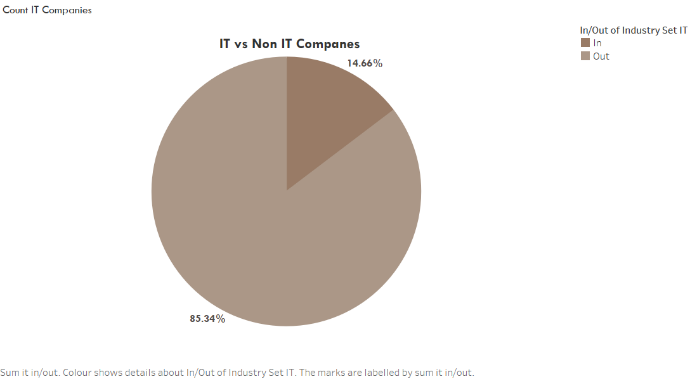 Count IT Companies
IT vs Non IT Companes
In/Out of Industry Set IT
In
Out
14.66%
85.34%
Sum it in/out. Colour shows details about In/Out of Industry Set IT. The marks are labelled by sum it in/out.